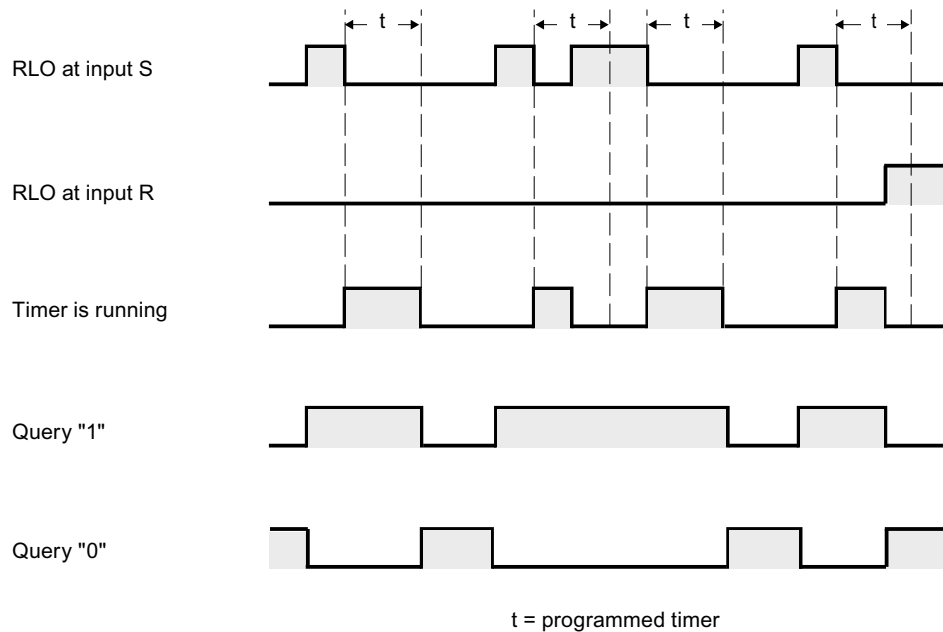 t t t t
RLO at input S
RLO at input R
Timer is running
Query "1"
Query "0"
t = programmed timer